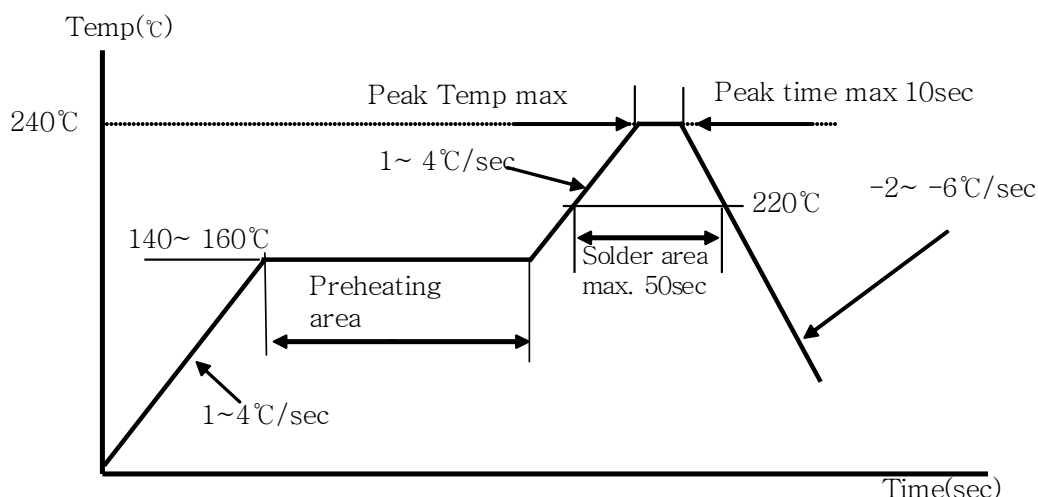 Temp(℃)
Peak Temp max
Peak time max 10sec
240℃
1~ 4℃/sec
-2~ -6℃/sec
220℃
140~ 160℃
Solder area
max. 50sec
Preheating
area
1~4℃/sec
Time(sec)